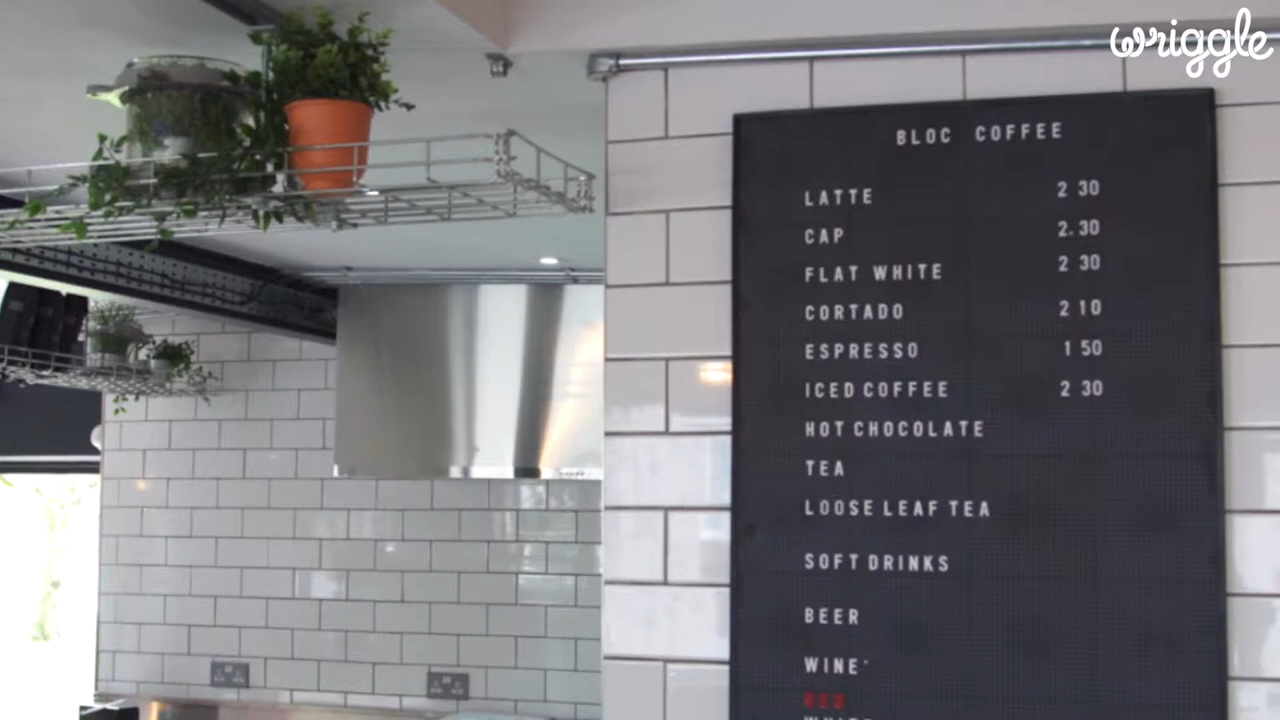 wriggle
BLOC COFFEE
LATTE 2 30
CAP 2.30
FLAT WHITE 2 30
CORTADO 2 10
ESPRESSO 1 50
ICED COFFEE 2 30
HOT CHOCOLATE
TEA
LOOSE LEAF TEA
SOFT DRINKS
BEER
WINE
RED